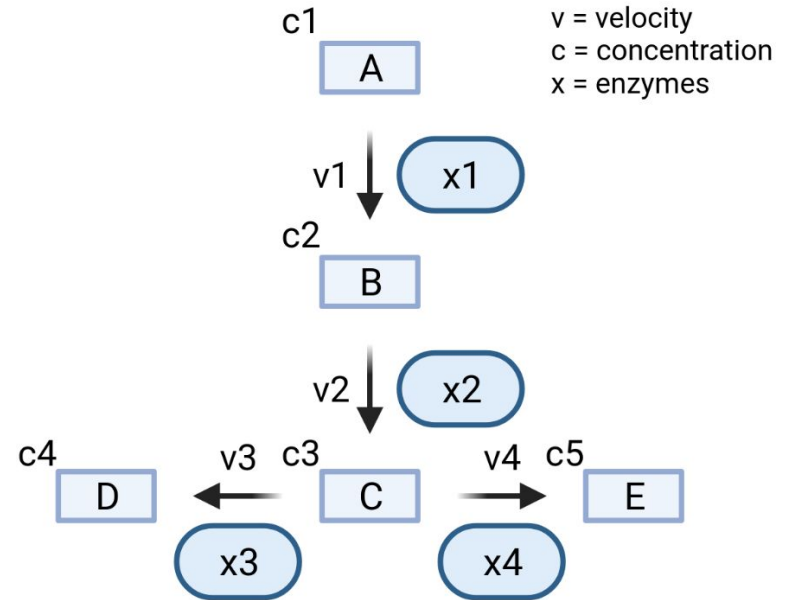 c1
A
v = velocity
c = concentration
x = enzymes
v1
x1
c2
B
v2
x2
c4
D
v3
x3
c3
C
v4
x4
c5
E